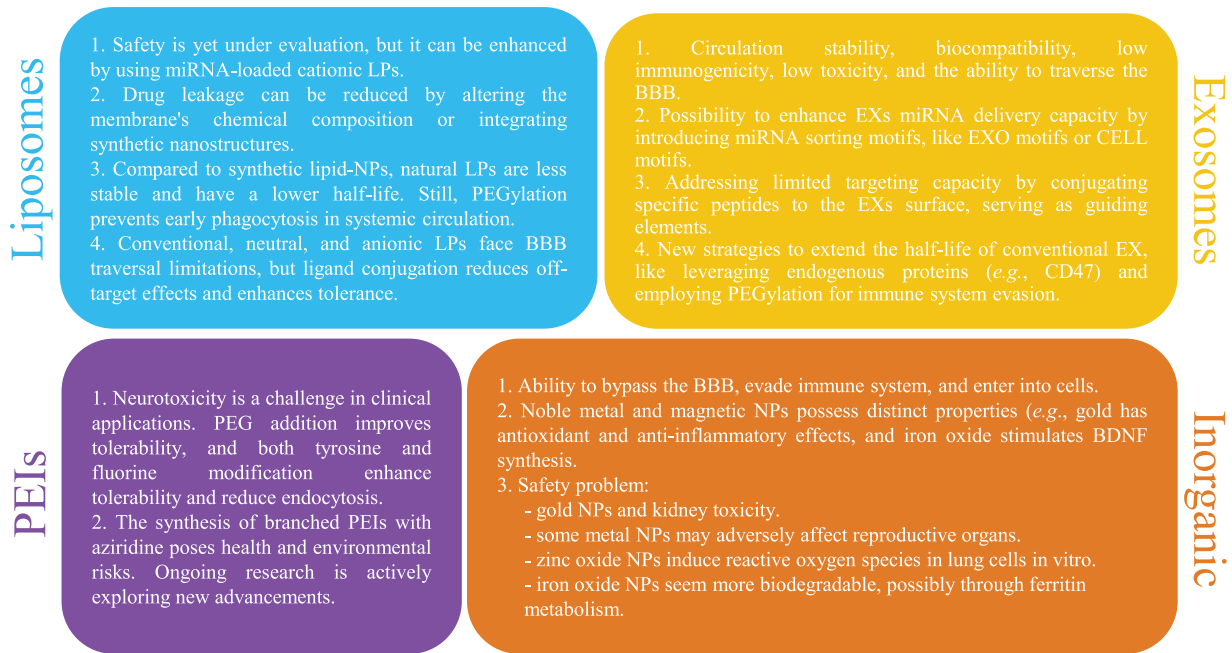 Liposomes
1. Safety is yet under evaluation, but it can be enhanced
by using miRNA-loaded cationic LPs.
2. Drug leakage can be reduced by altering the
membrane's chemical composition or integrating
synthetic nanostructures.
3. Compared to synthetic lipid-NPs, natural LPs are less
stable and have a lower half-life. Still, PEGylation
prevents early phagocytosis in systemic circulation.
4. Conventional, neutral, and anionic LPs face BBB
traversal limitations, but ligand conjugation reduces off-
target effects and enhances tolerance.
Exosomes
1. Circulation stability, biocompatibility, low
immunogenicity, low toxicity, and the ability to traverse the
BBB.
2. Possibility to enhance EXs miRNA delivery capacity by
introducing miRNA sorting motifs, like EXO motifs or CELL
motifs.
3. Addressing limited targeting capacity by conjugating
specific peptides to the EXs surface, serving as guiding
elements.
4. New strategies to extend the half-life of conventional EX,
like leveraging endogenous proteins (e.g., CD47) and
employing PEGylation for immune system evasion.
PEIs
1. Neurotoxicity is a challenge in clinical
applications. PEG addition improves
tolerability, and both tyrosine and
fluorine modification enhance
tolerability and reduce endocytosis.
2. The synthesis of branched PEIs with
aziridine poses health and environmental
risks. Ongoing research is actively
exploring new advancements.
Inorganic
1. Ability to bypass the BBB, evade immune system, and enter into cells.
2. Noble metal and magnetic NPs possess distinct properties (e.g., gold has
antioxidant and anti-inflammatory effects, and iron oxide stimulates BDNF
synthesis.
3. Safety problem:
- gold NPs and kidney toxicity.
- some metal NPs may adversely affect reproductive organs.
- zinc oxide NPs induce reactive oxygen species in lung cells in vitro.
- iron oxide NPs seem more biodegradable, possibly through ferritin
metabolism.